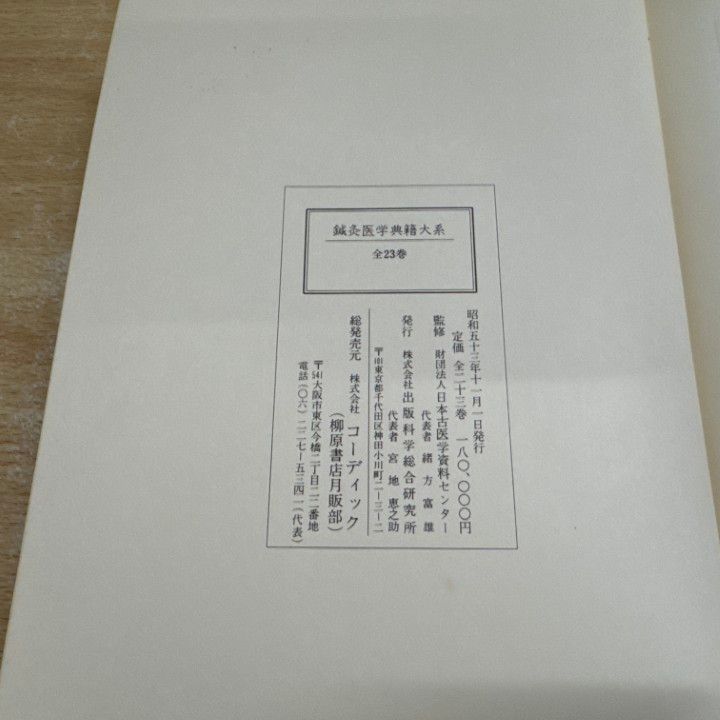 鍼灸医学典籍大系
全23巻
昭和五十三年十一月一日発行
定価 全二十三巻 一八〇、〇〇〇円
監修 財団法人日本古医学資料センター
代表者 緒方富雄
発行 株式会社出版科学総合研究所
代表者 宮地恵之助
〒101東京都千代田区神田小川町二ー三ー二
総発売元 株式会社 コーディック
(柳原書店月販部)
〒541大阪市東区今橋二丁目二二番地
電話(〇六)二二七ー五三四一(代表)